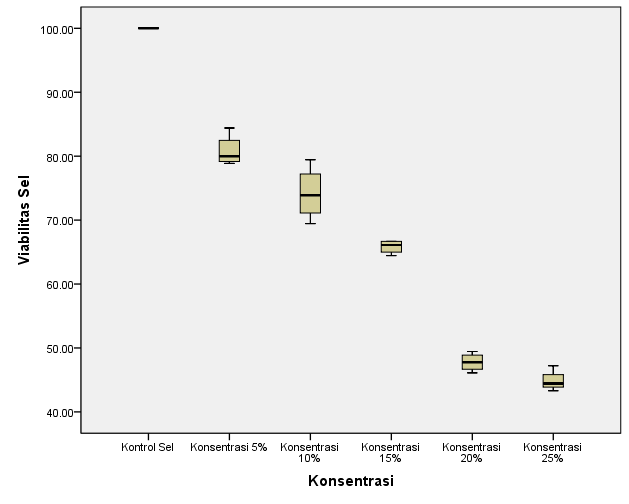 100.00
90.00
80.00
70.00
60.00
50.00
40.00
Viabilitas Sel
Kontrol Sel
Konsentrasi 5%
Konsentrasi
10%
Konsentrasi
15%
Konsentrasi
20%
Konsentrasi
25%
Konsentrasi